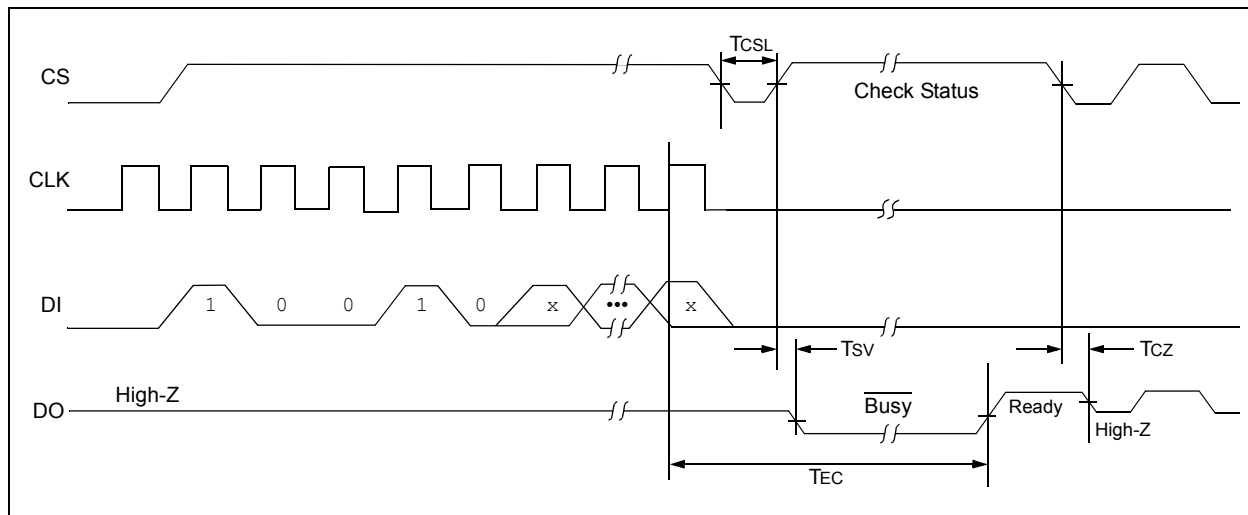 TCSL
CS
Check Status
CLK
DI
1 0 0 1 0 x ••• x
TSV
TCZ
High-Z
DO
Busy
Ready
High-Z
TEC